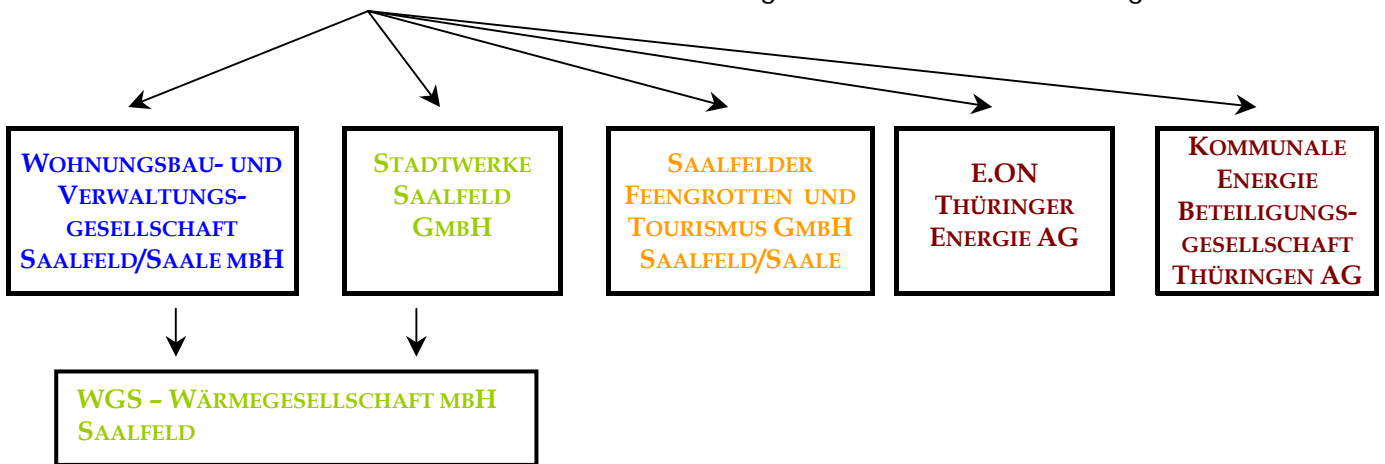 WOHNUNGSBAU- UND
VERWALTUNGS-
GESELLSCHAFT
SAALFELD/SAALE MBH
STADTWERKE
SAALFELD
GMBH
SAALFELDER
FEENGROTTEN UND
TOURISMUS GMBH
SAALFELD/SAALE
E.ON
THÜRINGER
ENERGIE AG
KOMMUNALE
ENERGIE
BETEILIGUNGS-
GESELLSCHAFT
THÜRINGEN AG
WGS – WÄRMEGESELLSCHAFT MBH
SAALFELD